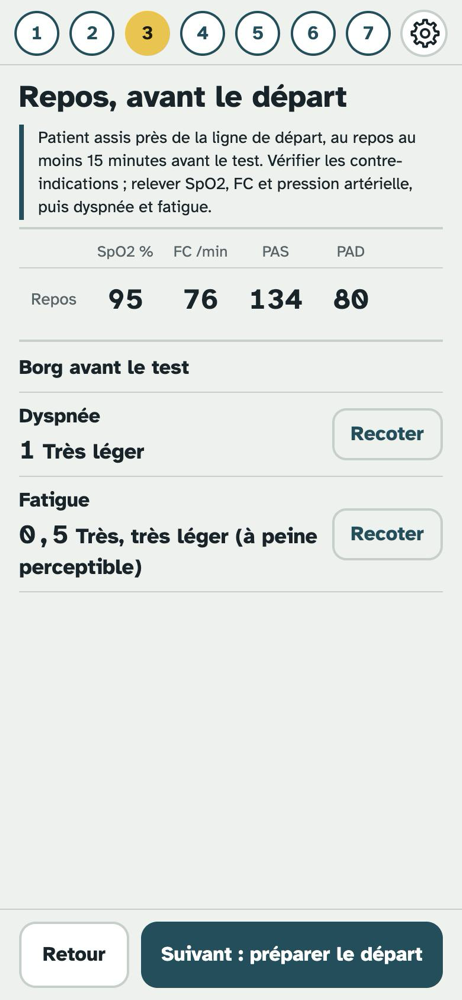 1 2 3 4 5 6 7
Repos, avant le départ
Patient assis près de la ligne de départ, au repos au
moins 15 minutes avant le test. Vérifier les contre-
indications ; relever SpO2, FC et pression artérielle,
puis dyspnée et fatigue.
SpO2 % FC /min PAS PAD
Repos 95 76 134 80
Borg avant le test
Dyspnée
1 Très léger
Recoter
Fatigue
0,5 Très, très léger (à peine
perceptible)
Recoter
Retour
Suivant : préparer le départ